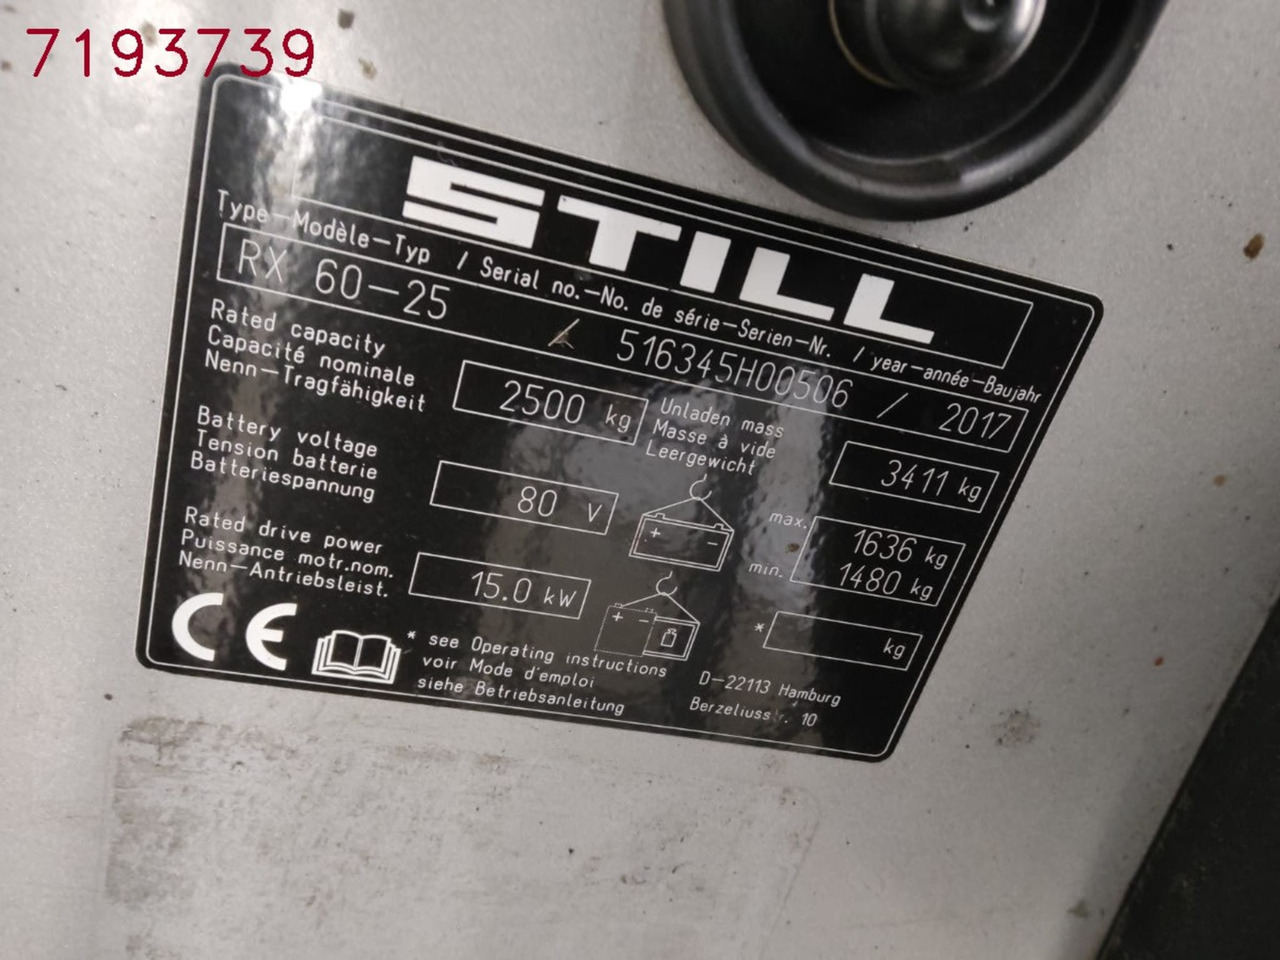 7193739
STILL
Type-Modèle-Typ / Serial no.-No. de série-Serien-Nr. / year-année-Baujahr
RX 60-25 / 516345H00506 / 2017
Rated capacity
Capacité nominale
Nenn-Tragfähigkeit
2500 kg
Unladen mass
Masse à vide
Leergewicht
3411 kg
Battery voltage
Tension batterie
Batteriespannung
80 V
+ -
max. 1636 kg
min. 1480 kg
Rated drive power
Puissance motr.nom.
Nenn-Antriebsleist.
15.0 kW
+ -
* kg
CE
* see Operating instructions
voir Mode d'emploi
siehe Betriebsanleitung
D-22113 Hamburg
10